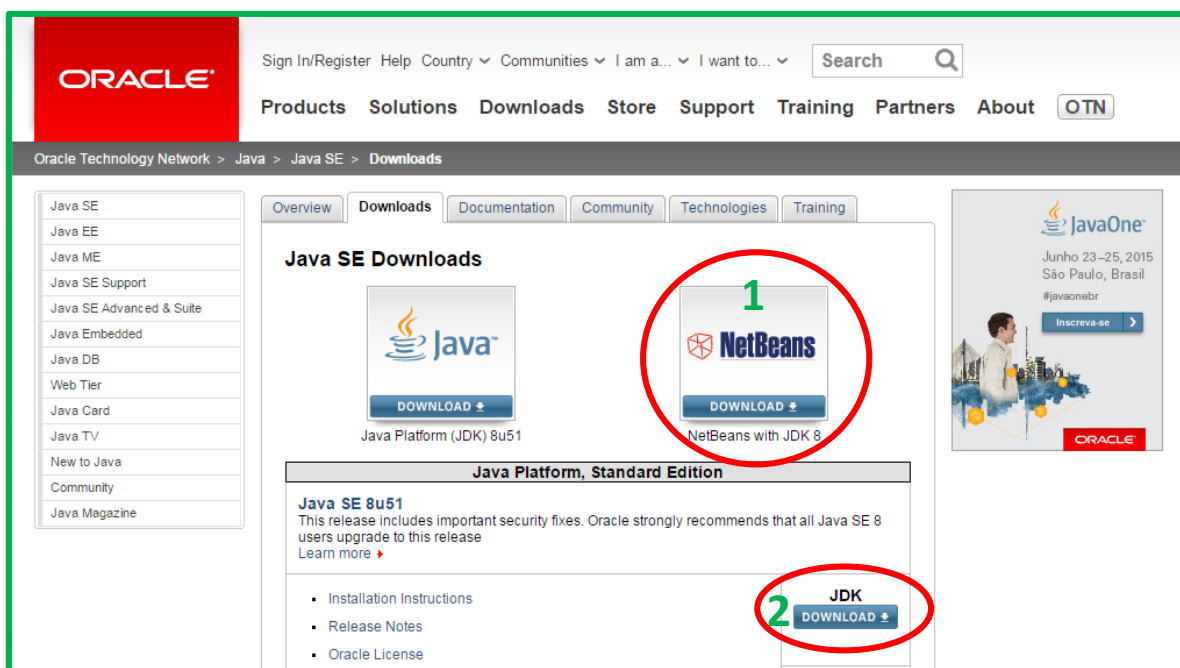 ORACLE
Sign In/Register Help Country Communities I am a... I want to... Search
Products Solutions Downloads Store Support Training Partners About OTN
Oracle Technology Network > Java > Java SE > Downloads
Java SE
Java EE
Java ME
Java SE Support
Java SE Advanced & Suite
Java Embedded
Java DB
Web Tier
Java Card
Java TV
New to Java
Community
Java Magazine
Overview Downloads Documentation Community Technologies Training
Java SE Downloads
Java™
DOWNLOAD
Java Platform (JDK) 8u51
1
NetBeans
DOWNLOAD
NetBeans with JDK 8
Java Platform, Standard Edition
Java SE 8u51
This release includes important security fixes. Oracle strongly recommends that all Java SE 8
users upgrade to this release
Learn more
Installation Instructions
Release Notes
Oracle License
2
JDK
DOWNLOAD
JavaOne™
Junho 23–25, 2015
São Paulo, Brasil
#javaonebr
Inscreva-se
ORACLE